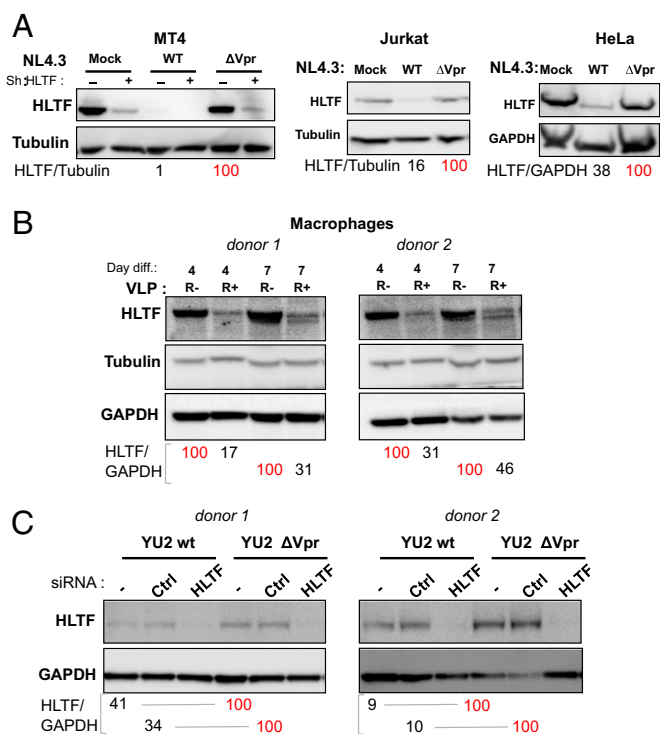 A
MT4
NL4.3 Mock WT ΔVpr
Sh HLTF : – + – + – +
HLTF
Tubulin
HLTF/Tubulin 1 100
Jurkat
NL4.3: Mock WT ΔVpr
HLTF
Tubulin
HLTF/Tubulin 16 100
HeLa
NL4.3: Mock WT ΔVpr
HLTF
GAPDH
HLTF/GAPDH 38 100
B
Macrophages
donor 1 donor 2
Day diff.: 4 4 7 7 4 4 7 7
VLP : R- R+ R- R+ R- R+ R- R+
HLTF
Tubulin
GAPDH
HLTF/
GAPDH
100 17 100 31
100 31 100 46
C
donor 1 donor 2
YU2 wt YU2 ΔVpr YU2 wt YU2 ΔVpr
siRNA : - Ctrl HLTF - Ctrl HLTF - Ctrl HLTF - Ctrl HLTF
HLTF
GAPDH
HLTF/
GAPDH
41 100 9 100
34 100 10 100